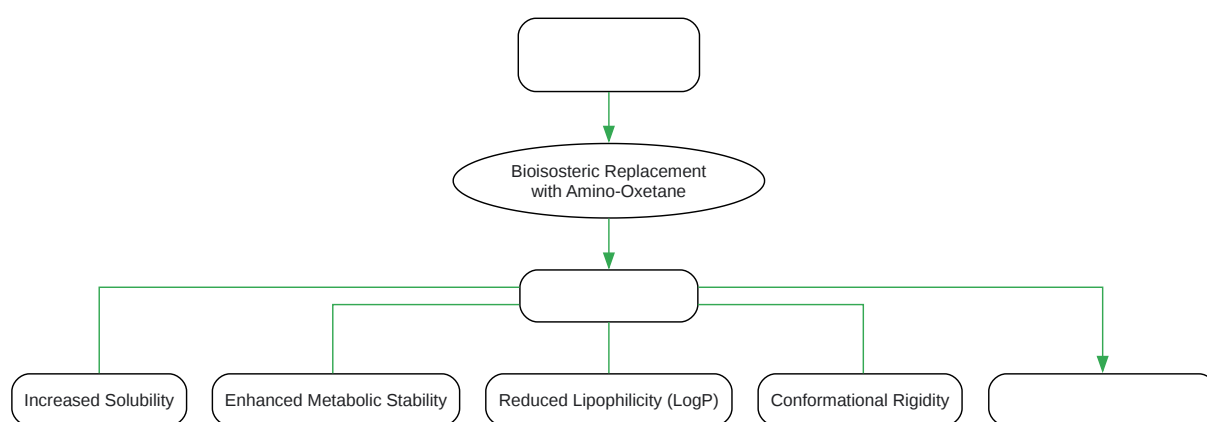 Bioisosteric Replacement
with Amino-Oxetane
Increased Solubility
Enhanced Metabolic Stability
Reduced Lipophilicity (LogP)
Conformational Rigidity